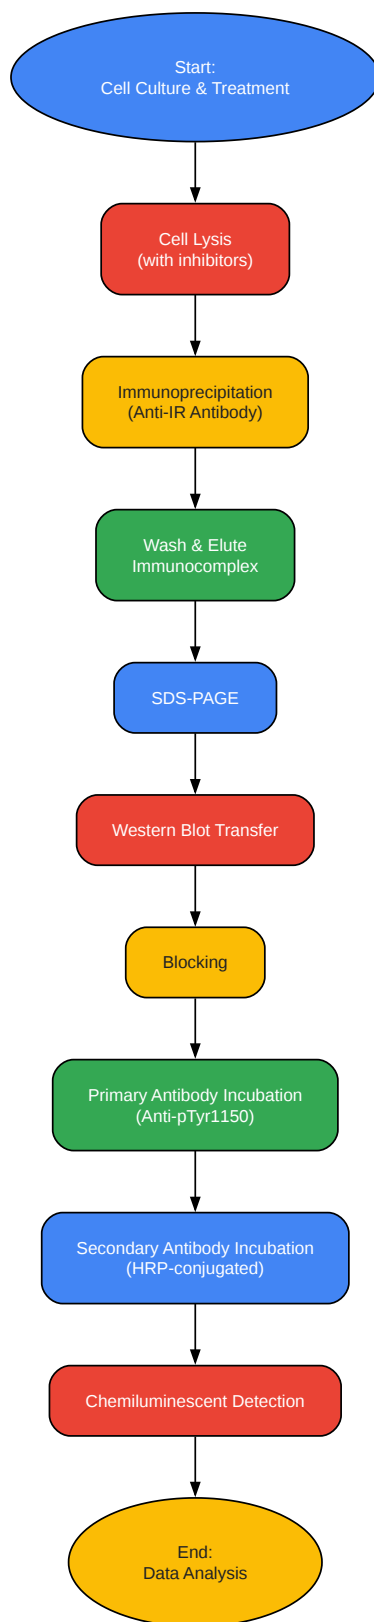 Start:
Cell Culture & Treatment
Cell Lysis
(with inhibitors)
Immunoprecipitation
(Anti-IR Antibody)
Wash & Elute
Immunocomplex
SDS-PAGE
Western Blot Transfer
Blocking
Primary Antibody Incubation
(Anti-pTyr1150)
Secondary Antibody Incubation
(HRP-conjugated)
Chemiluminescent Detection
End:
Data Analysis